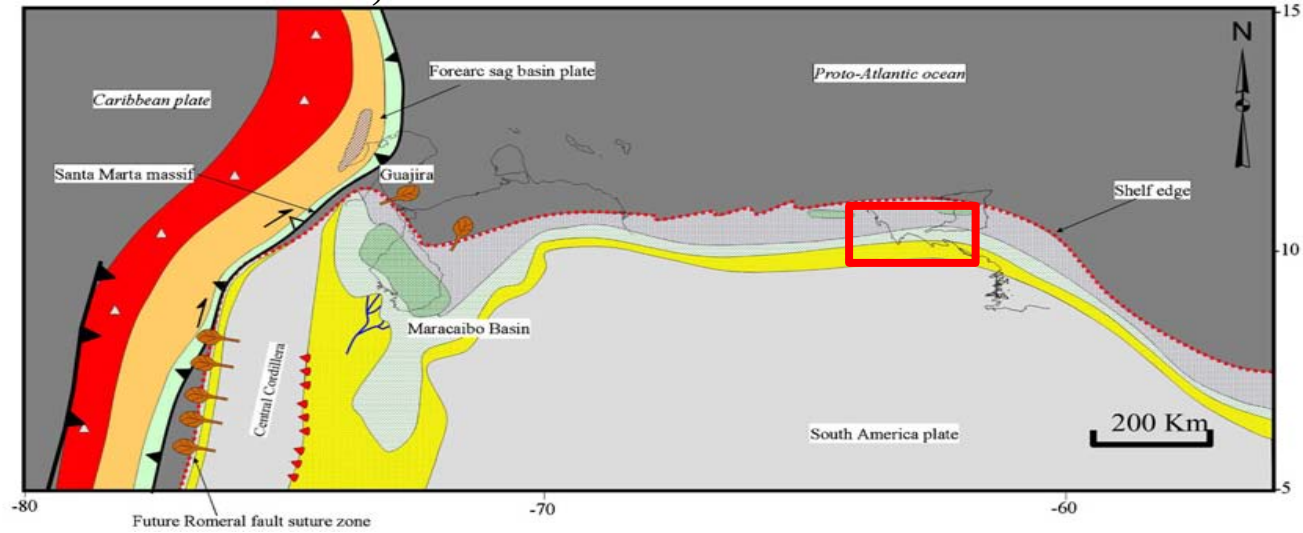 15
N
Forearc sag basin plate
Proto-Atlantic ocean
Caribbean plate
Santa Marta massif
Guajira
Shelf edge
10
Maracaibo Basin
Central Cordillera
200 Km
South America plate
5
-80
-70
-60
Future Romeral fault suture zone